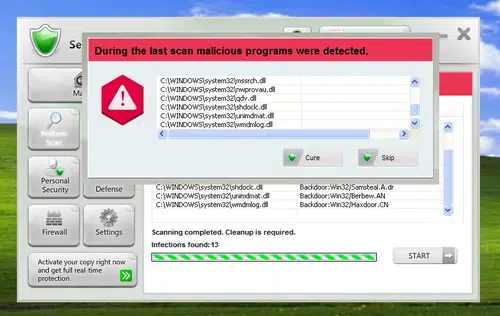 Se
During the last scan malicious programs were detected.
C:\WINDOWS\system32\mssrch.dll
C:\WINDOWS\system32\nwprovau.dll
C:\WINDOWS\system32\qdv.dll
C:\WINDOWS\system32\shdoclc.dll
C:\WINDOWS\system32\unimdmat.dll
C:\WINDOWS\system32\wmdmlog.dll
Cure
Skip
Ma
Perform
Scan
Personal
Security
Defense
Firewall
Settings
Activate your copy right now
and get full real-time
protection
C:\WINDOWS\system32\shdoclc.dll Backdoor:Win32/Samsteal.A.dr
C:\WINDOWS\system32\unimdmat.dll Backdoor:Win32/Berbew.AN
C:\WINDOWS\system32\wmdmlog.dll Backdoor:Win32/Haxdoor.CN
Scanning completed. Cleanup is required.
Infections found:13
START